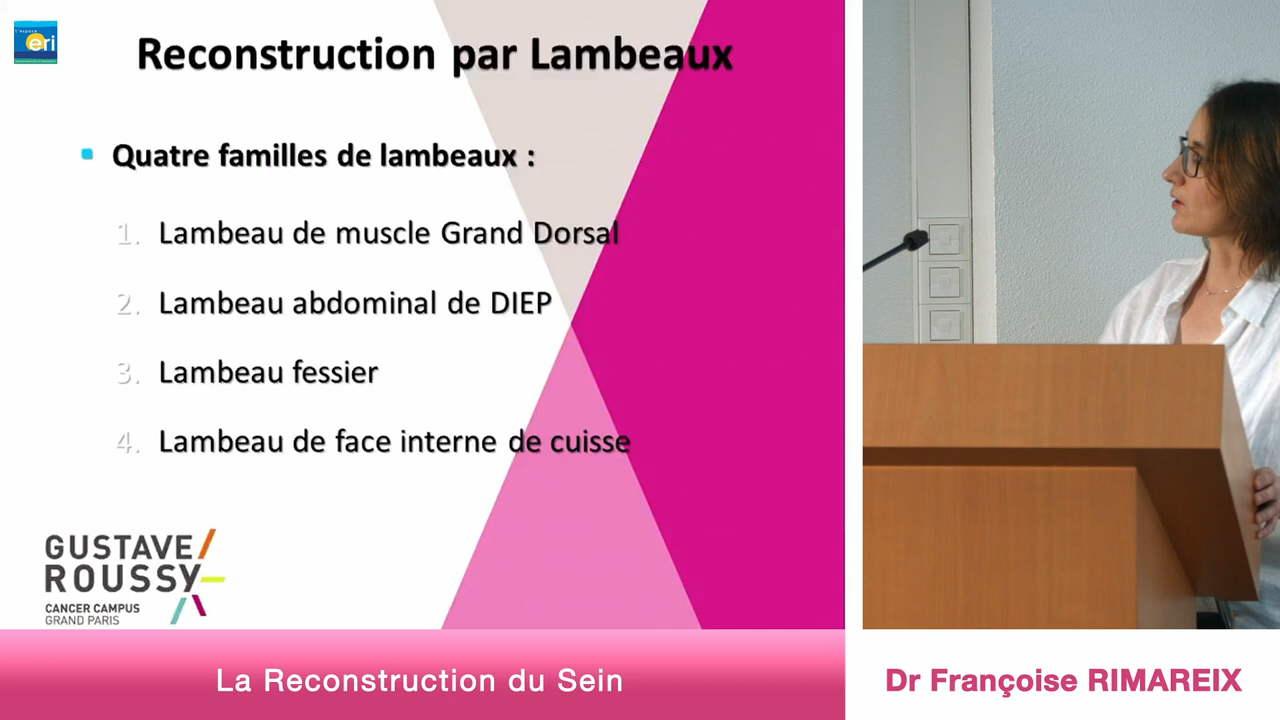 l'espace
eri
Reconstruction par Lambeaux
Quatre familles de lambeaux :
1. Lambeau de muscle Grand Dorsal
2. Lambeau abdominal de DIEP
3. Lambeau fessier
4. Lambeau de face interne de cuisse
GUSTAVE
ROUSSY
CANCER CAMPUS
GRAND PARIS
La Reconstruction du Sein
Dr Françoise RIMAREIX